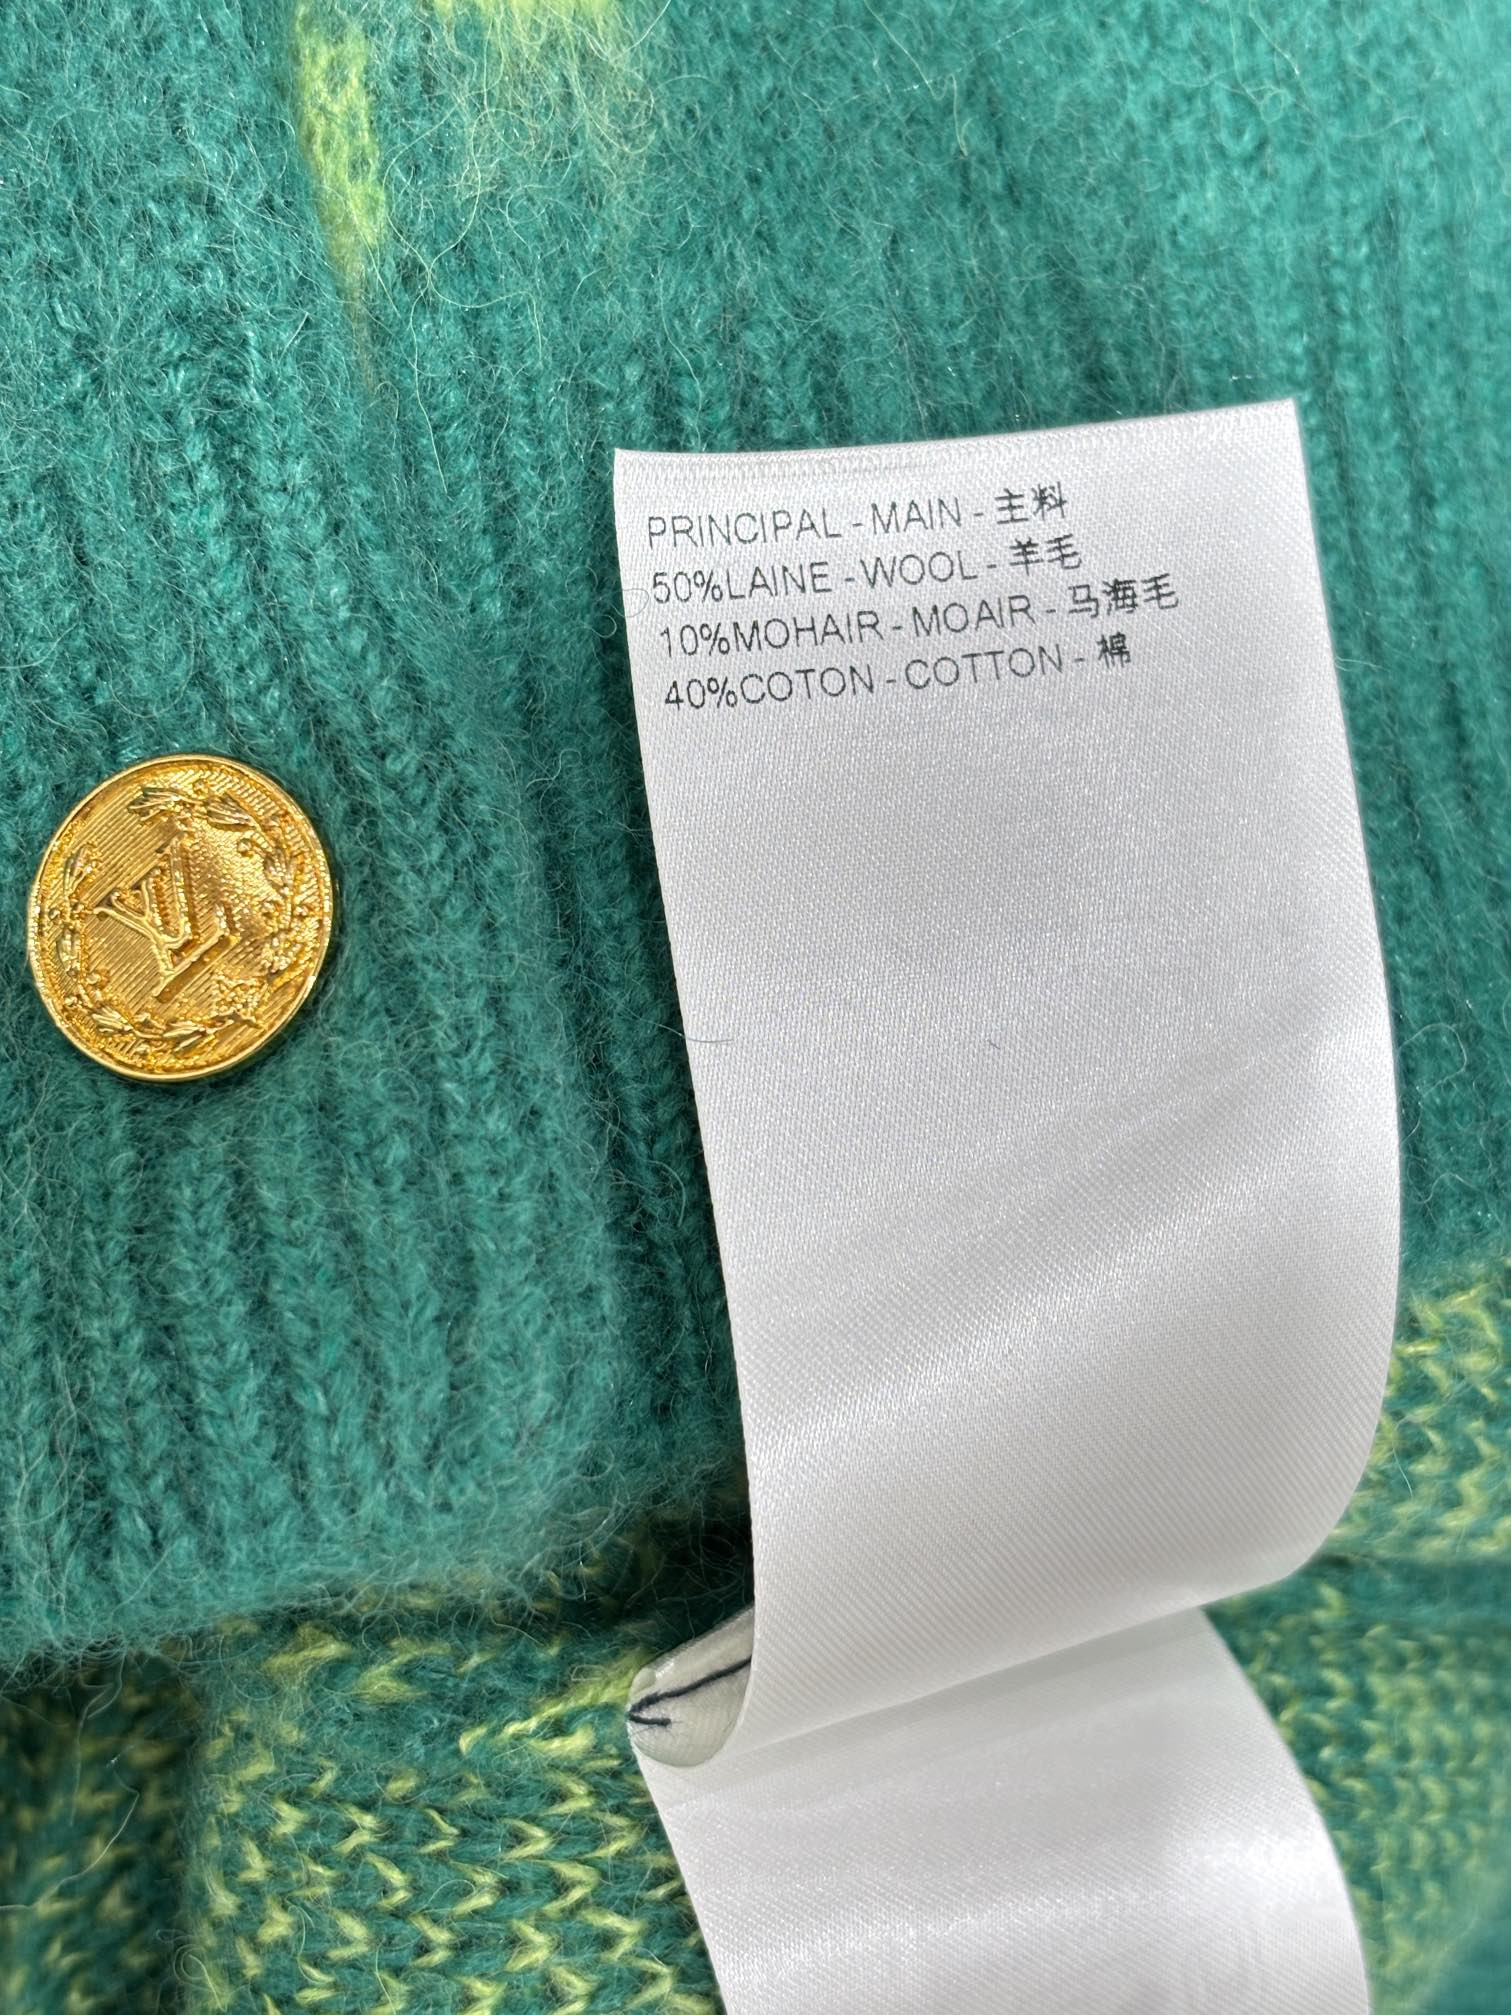 PRINCIPAL - MAIN - 主料
50%LAINE - WOOL - 羊毛
10%MOHAIR - MOAIR - 马海毛
40%COTON - COTTON - 棉
LV